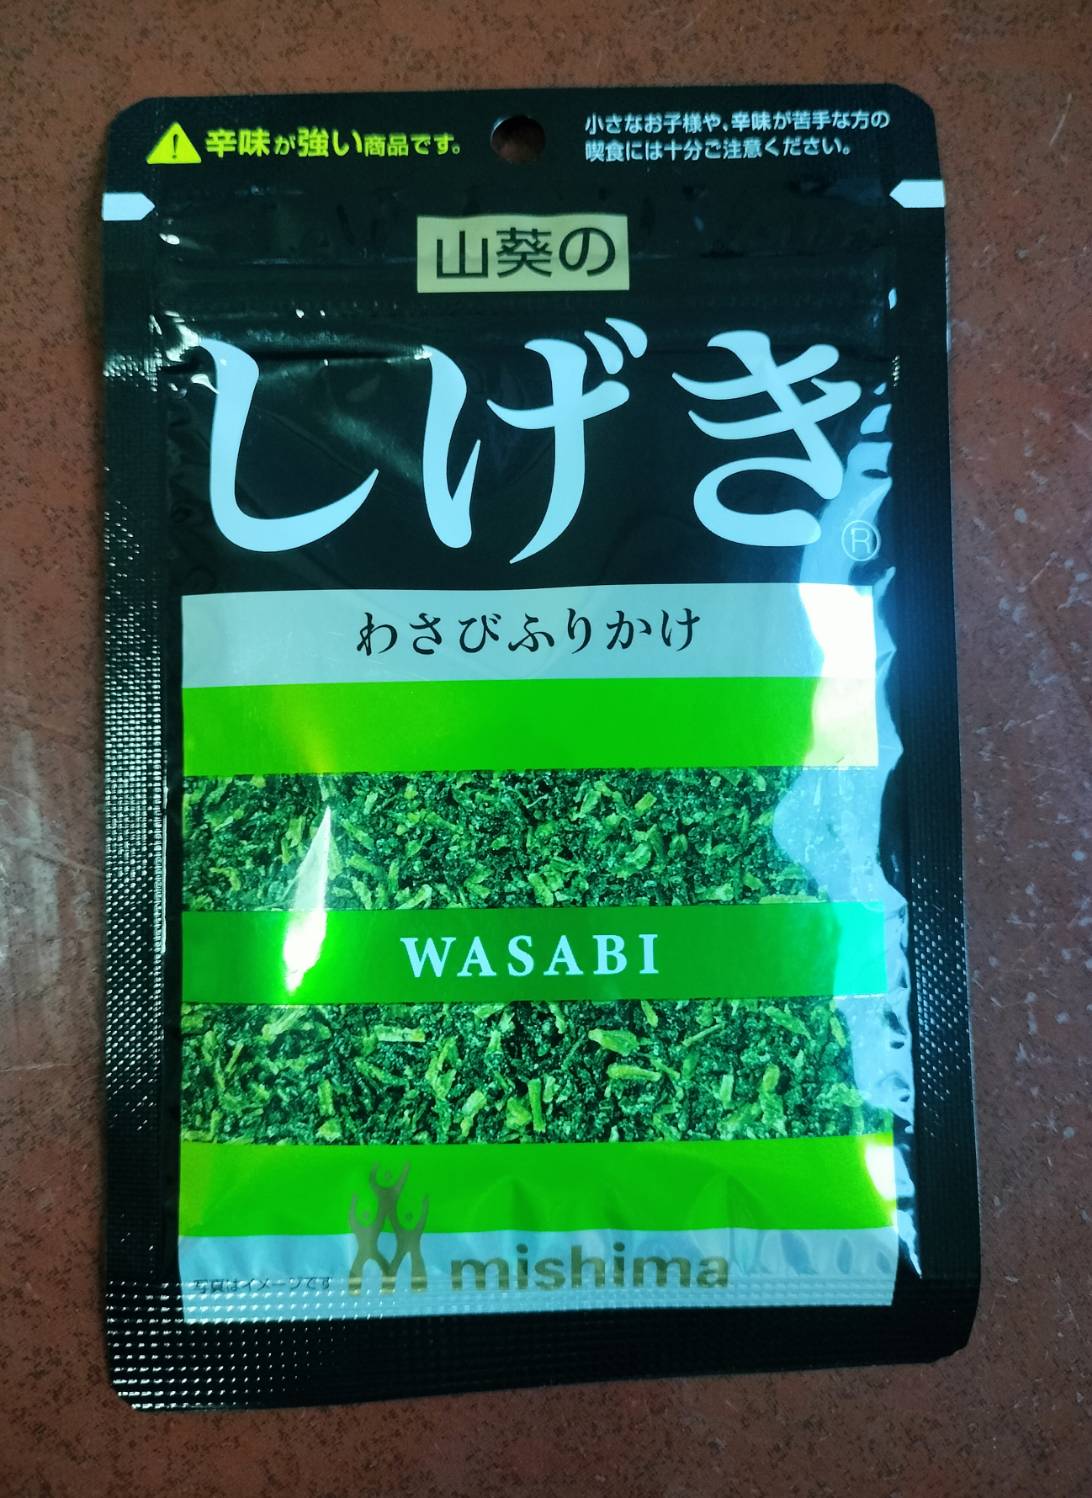 辛味が強い商品です。
小さなお子様や、辛味が苦手な方の
喫食には十分ご注意ください。
山葵の
しげき®
わさびふりかけ
WASABI
mishima
写真はイメージです